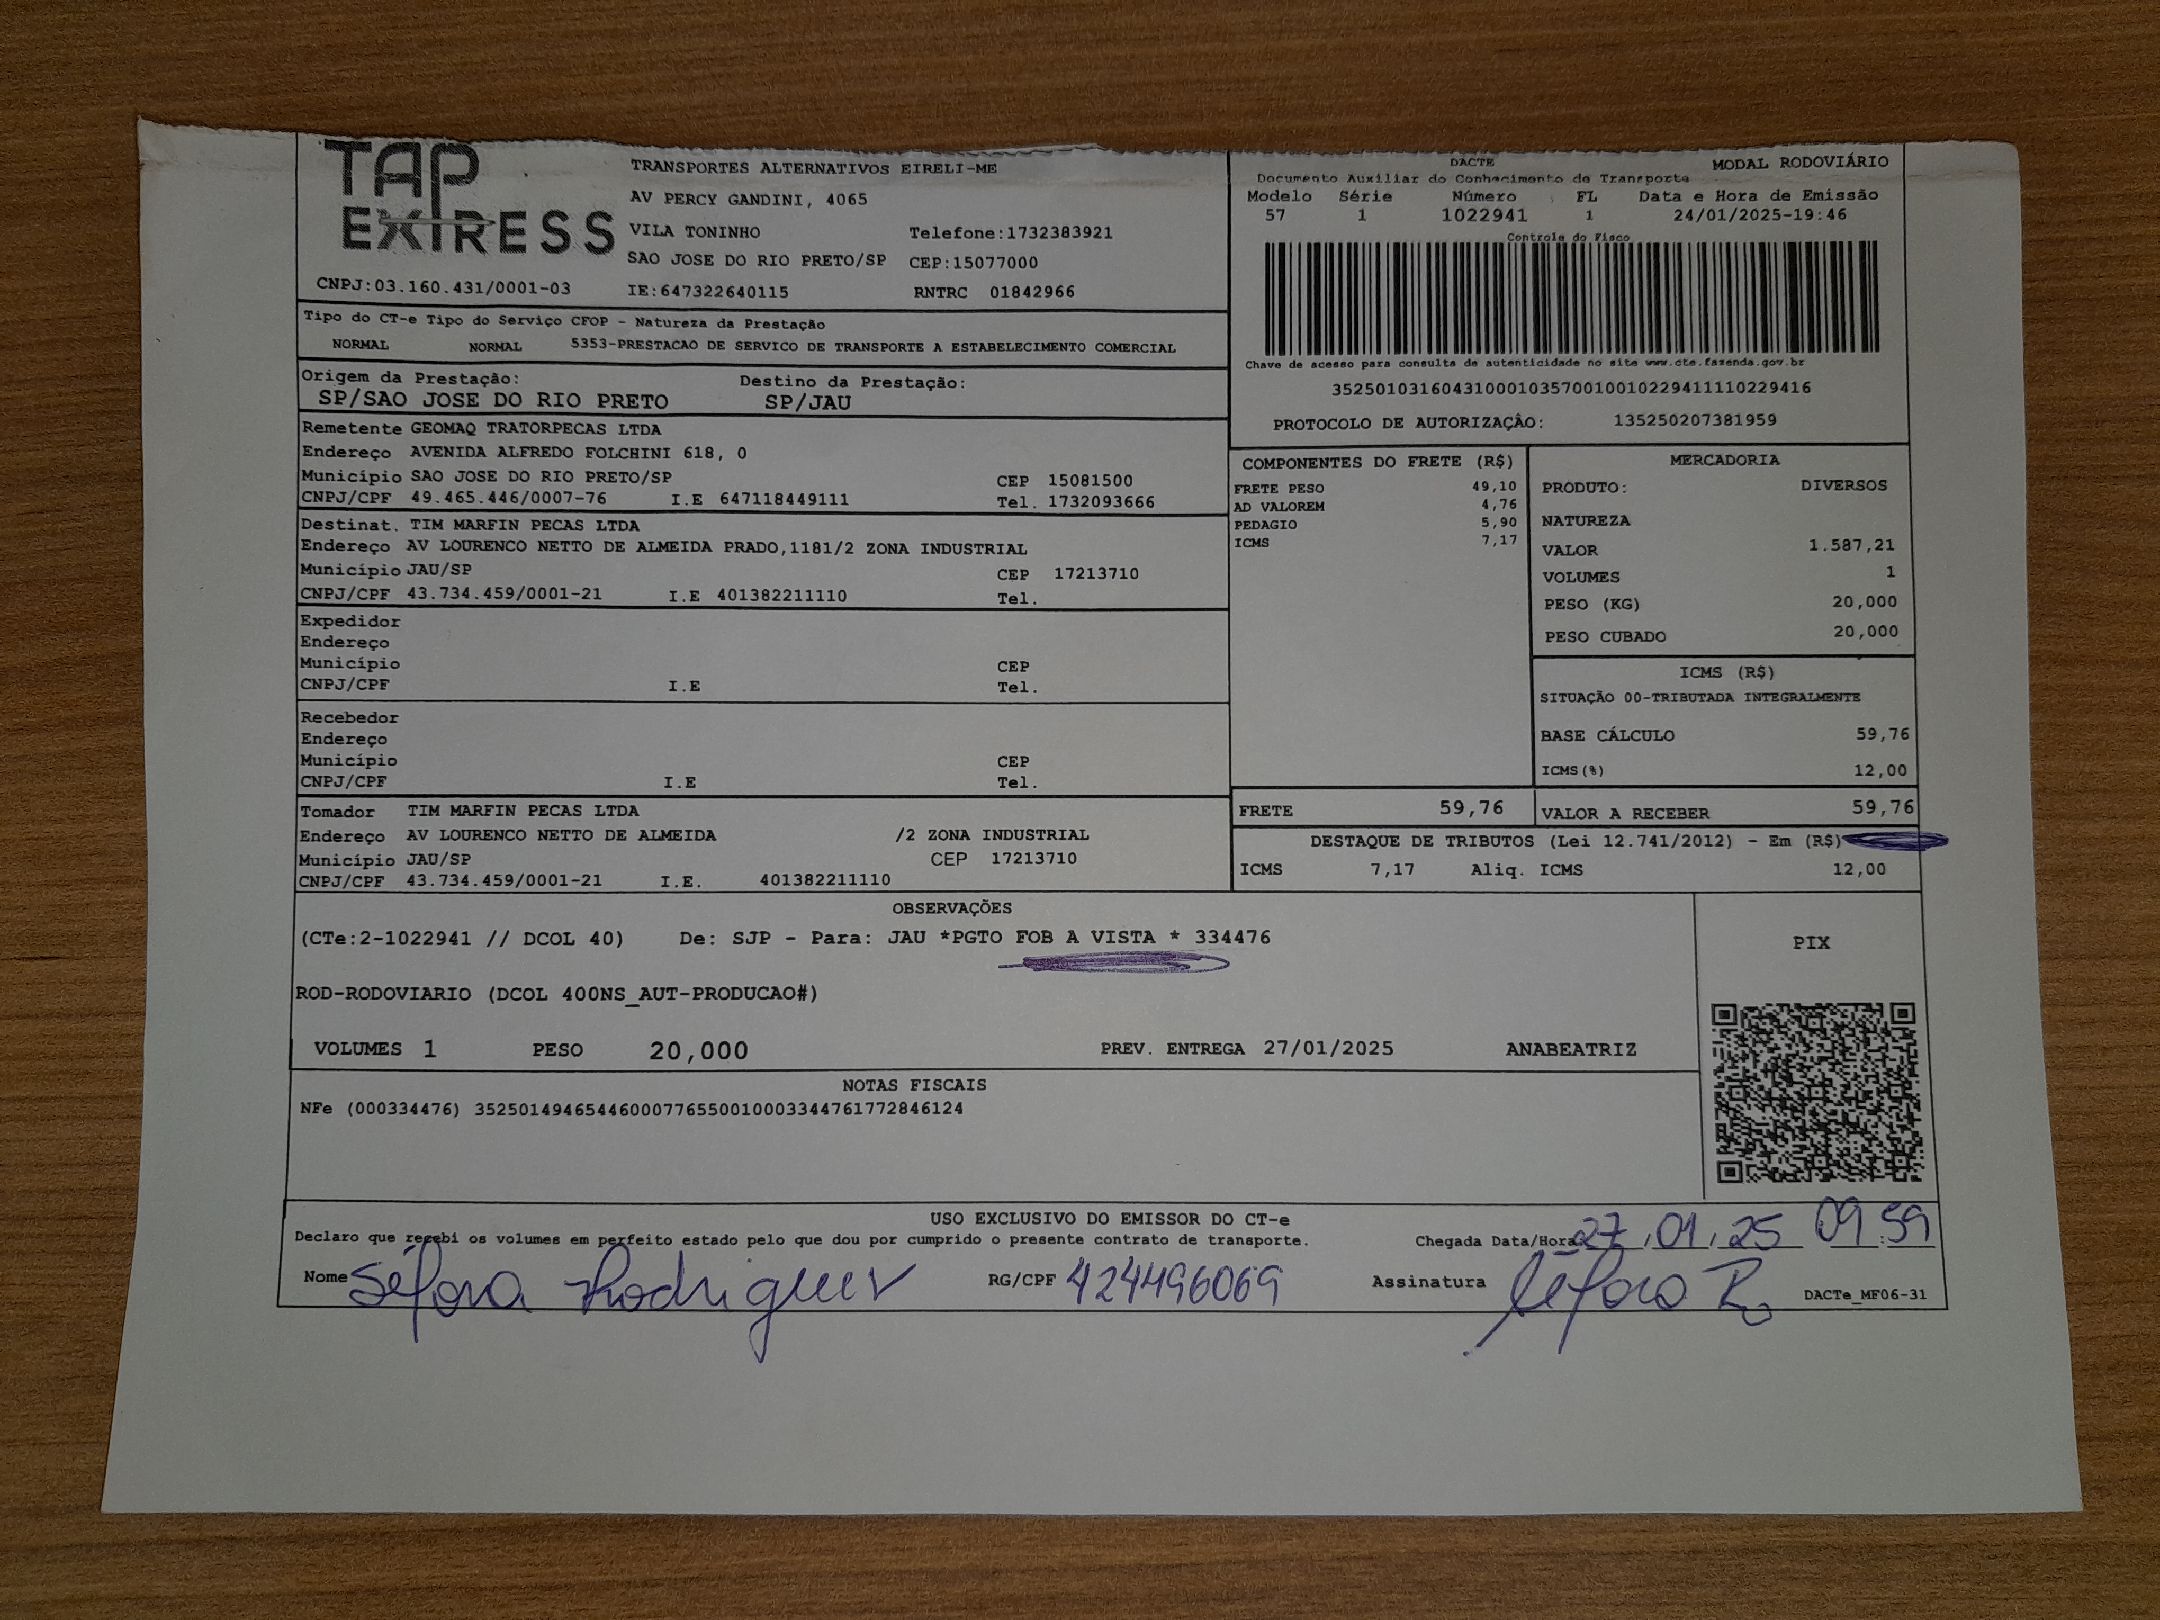 TAP
EXPRESS
TRANSPORTES ALTERNATIVOS EIRELI-ME
AV PERCY GANDINI, 4065
VILA TONINHO Telefone:1732383921
SAO JOSE DO RIO PRETO/SP CEP:15077000
CNPJ:03.160.431/0001-03 IE:647322640115 RNTRC 01842966
DACTE MODAL RODOVIÁRIO
Documento Auxiliar do Conhecimento de Transporte
Modelo Série Número FL Data e Hora de Emissão
57 1 1022941 1 24/01/2025-19:46
Controle do Fisco
Chave de acesso para consulta de autenticidade no site www.cte.fazenda.gov.br
35250103160431000103570010010229411110229416
PROTOCOLO DE AUTORIZAÇÂO: 135250207381959
Tipo do CT-e Tipo do Serviço CFOP - Natureza da Prestação
NORMAL NORMAL 5353-PRESTACAO DE SERVICO DE TRANSPORTE A ESTABELECIMENTO COMERCIAL
Origem da Prestação: Destino da Prestação:
SP/SAO JOSE DO RIO PRETO SP/JAU
Remetente GEOMAQ TRATORPECAS LTDA
Endereço AVENIDA ALFREDO FOLCHINI 618, 0
Município SAO JOSE DO RIO PRETO/SP CEP 15081500
CNPJ/CPF 49.465.446/0007-76 I.E 647118449111 Tel. 1732093666
Destinat. TIM MARFIN PECAS LTDA
Endereço AV LOURENCO NETTO DE ALMEIDA PRADO,1181/2 ZONA INDUSTRIAL
Município JAU/SP CEP 17213710
CNPJ/CPF 43.734.459/0001-21 I.E 401382211110 Tel.
Expedidor
Endereço
Município CEP
CNPJ/CPF I.E Tel.
Recebedor
Endereço
Município CEP
CNPJ/CPF I.E Tel.
Tomador TIM MARFIN PECAS LTDA
Endereço AV LOURENCO NETTO DE ALMEIDA /2 ZONA INDUSTRIAL
Município JAU/SP CEP 17213710
CNPJ/CPF 43.734.459/0001-21 I.E. 401382211110
COMPONENTES DO FRETE (R$)
FRETE PESO 49,10
AD VALOREM 4,76
PEDAGIO 5,90
ICMS 7,17
MERCADORIA
PRODUTO: DIVERSOS
NATUREZA
VALOR 1.587,21
VOLUMES 1
PESO (KG) 20,000
PESO CUBADO 20,000
ICMS (R$)
SITUAÇÃO 00-TRIBUTADA INTEGRALMENTE
BASE CÁLCULO 59,76
ICMS(%) 12,00
FRETE 59,76 VALOR A RECEBER 59,76
DESTAQUE DE TRIBUTOS (Lei 12.741/2012) - Em (R$)
ICMS 7,17 Aliq. ICMS 12,00
OBSERVAÇÕES
(CTe:2-1022941 // DCOL 40) De: SJP - Para: JAU *PGTO FOB A VISTA * 334476
ROD-RODOVIARIO (DCOL 400NS_AUT-PRODUCAO#)
VOLUMES 1 PESO 20,000 PREV. ENTREGA 27/01/2025 ANABEATRIZ
PIX
NOTAS FISCAIS
NFe (000334476) 35250149465446000776550010003344761772846124
USO EXCLUSIVO DO EMISSOR DO CT-e
Declaro que recebi os volumes em perfeito estado pelo que dou por cumprido o presente contrato de transporte. Chegada Data/Hora 27.01.25 09:59
Nome Séfora Rodrigues RG/CPF 424496069 Assinatura Séfora R. DACTe_MF06-31